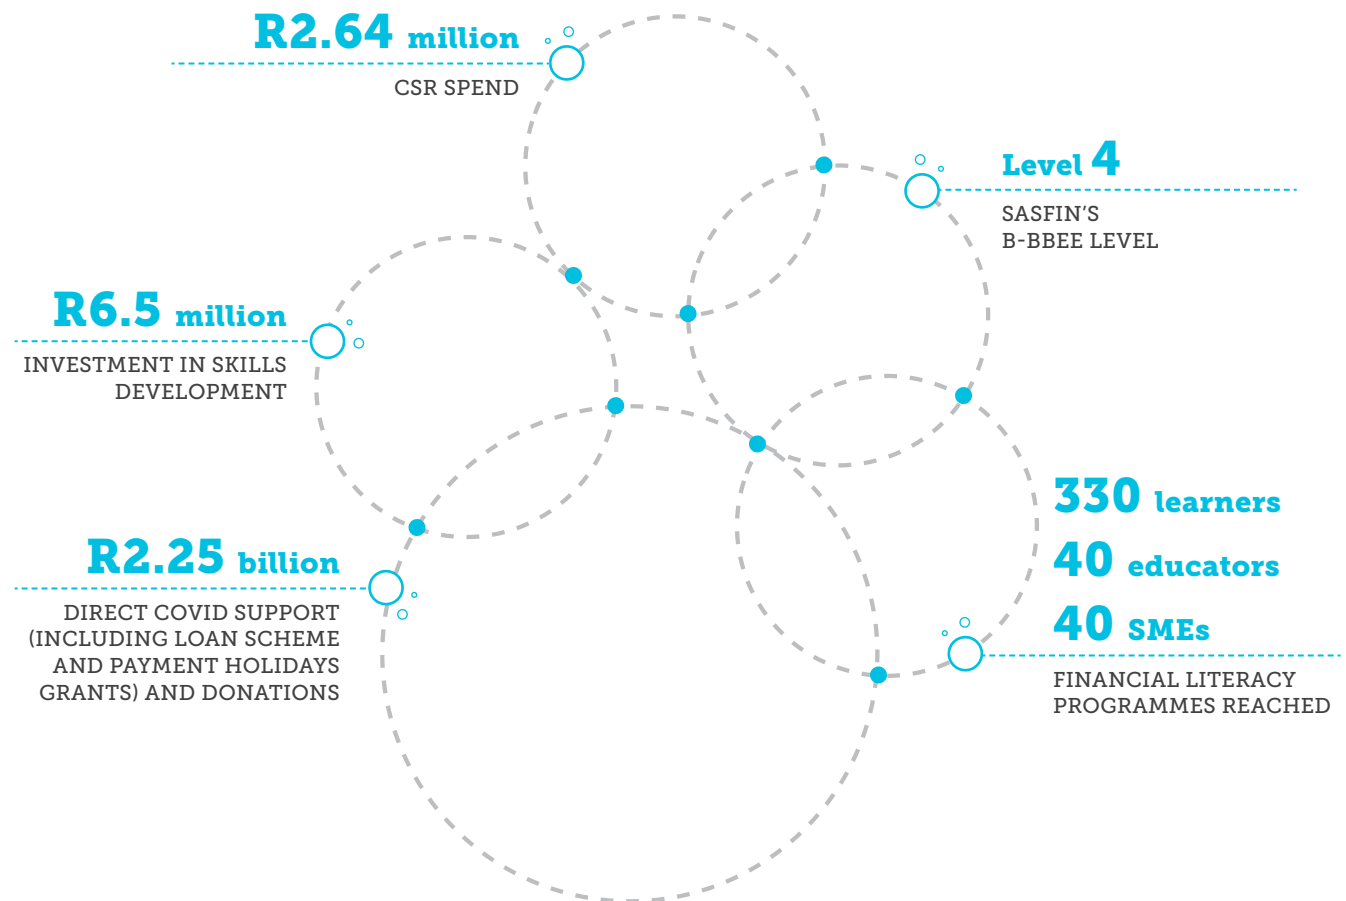 R2.64 million
CSR SPEND
Level 4
SASFIN'S
B-BBEE LEVEL
R6.5 million
INVESTMENT IN SKILLS
DEVELOPMENT
R2.25 billion
DIRECT COVID SUPPORT
(INCLUDING LOAN SCHEME
AND PAYMENT HOLIDAYS
GRANTS) AND DONATIONS
330 learners
40 educators
40 SMEs
FINANCIAL LITERACY
PROGRAMMES REACHED